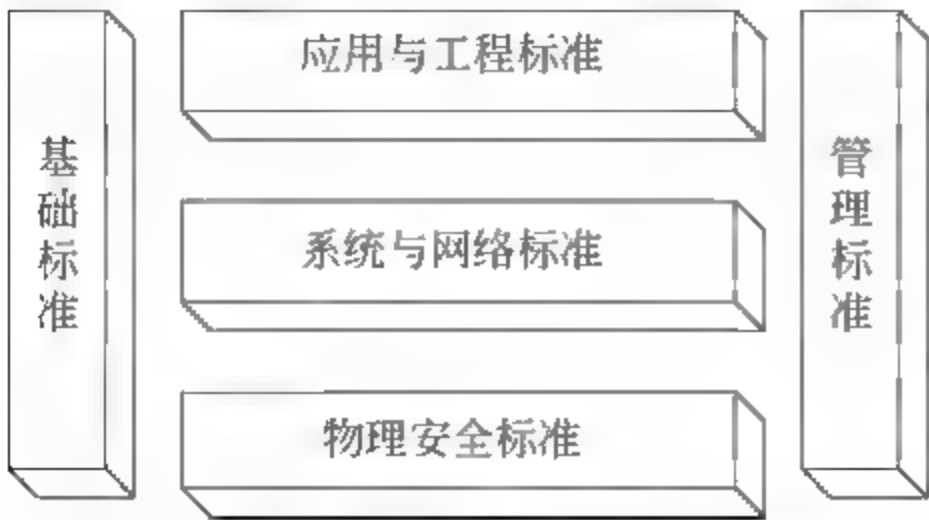 基础标准
应用与工程标准
系统与网络标准
物理安全标准
管理标准